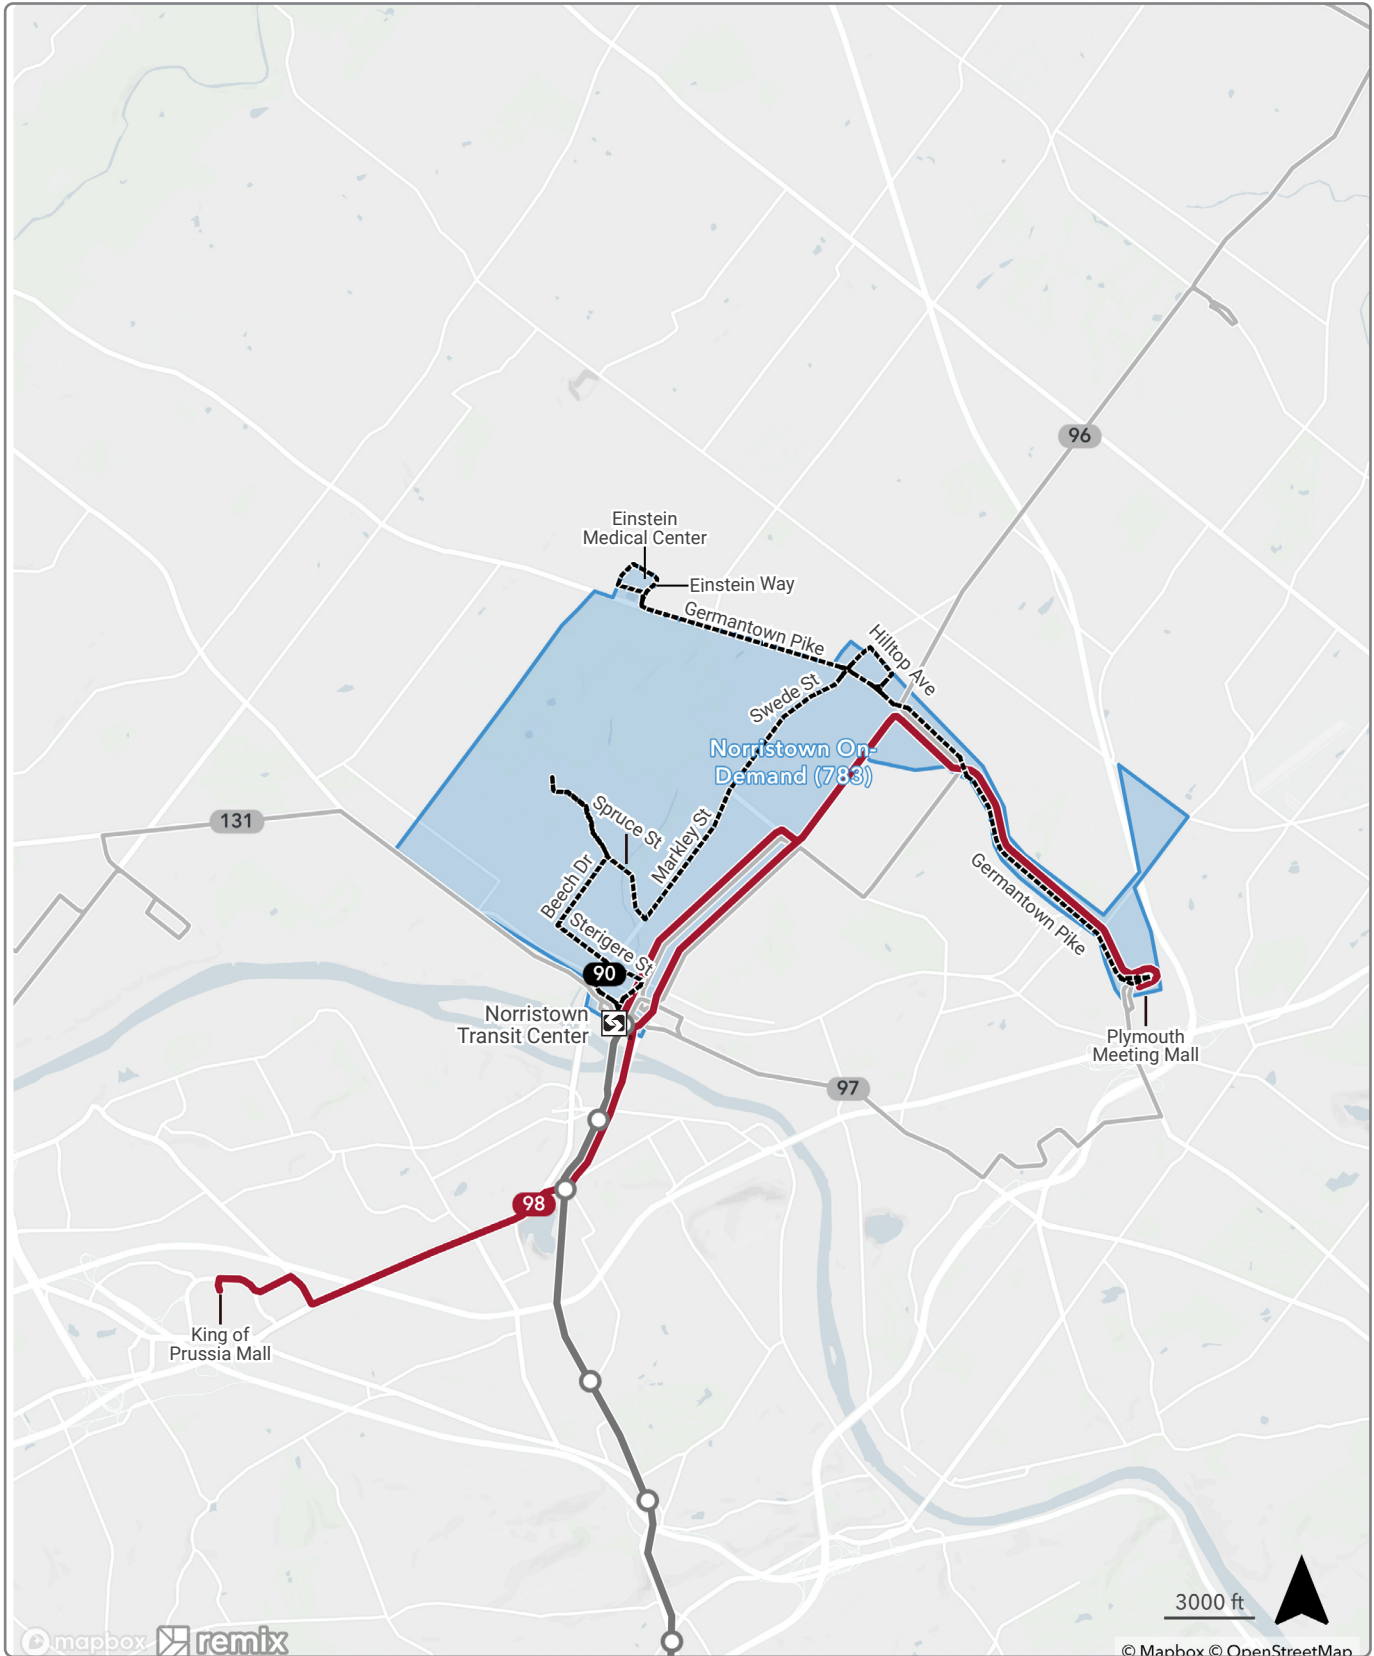 96
Einstein
Medical Center
Einstein Way
Germantown Pike
Hilltop Ave
Swede St
Norristown On-
Demand (783)
131
Spruce St
Markley St
Beech Dr
Germantown Pike
Sterigere St
90
Norristown
Transit Center
Plymouth
Meeting Mall
97
98
King of
Prussia Mall
3000 ft
mapbox remix
© Mapbox © OpenStreetMap